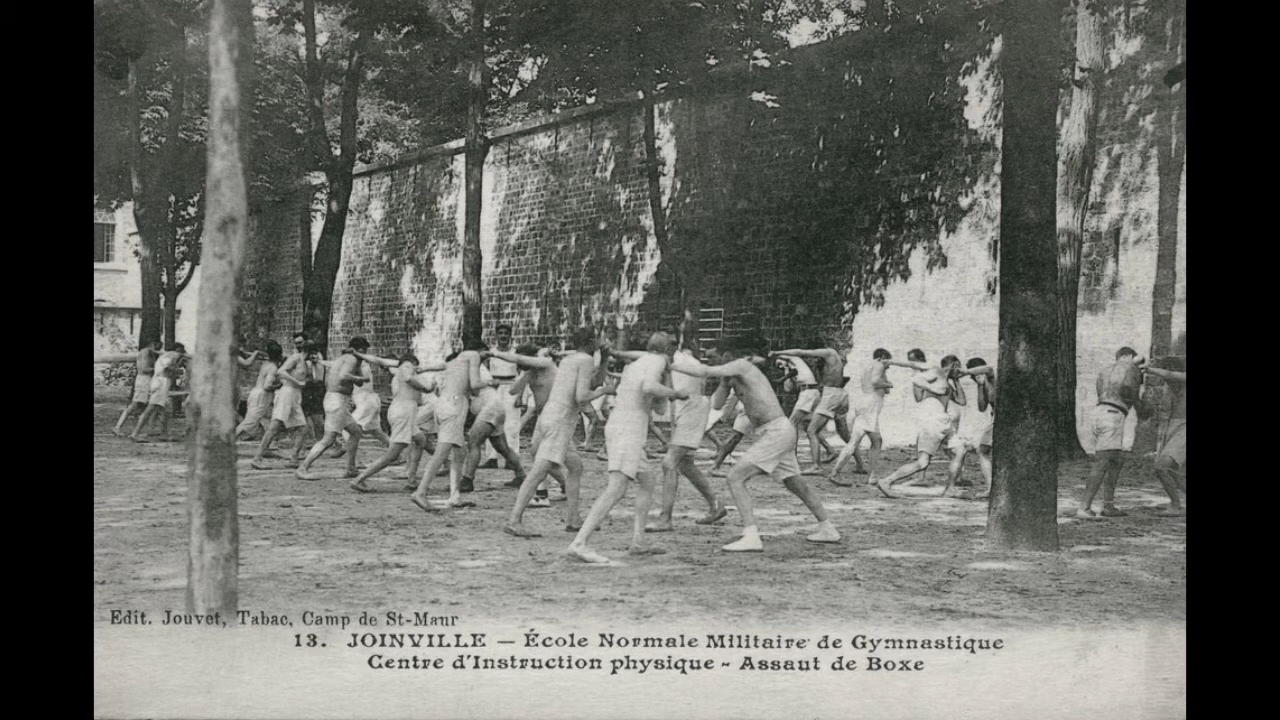 Edit. Jouvet, Tabac, Camp de St-Maur
13. JOINVILLE — École Normale Militaire de Gymnastique
Centre d'Instruction physique - Assaut de Boxe